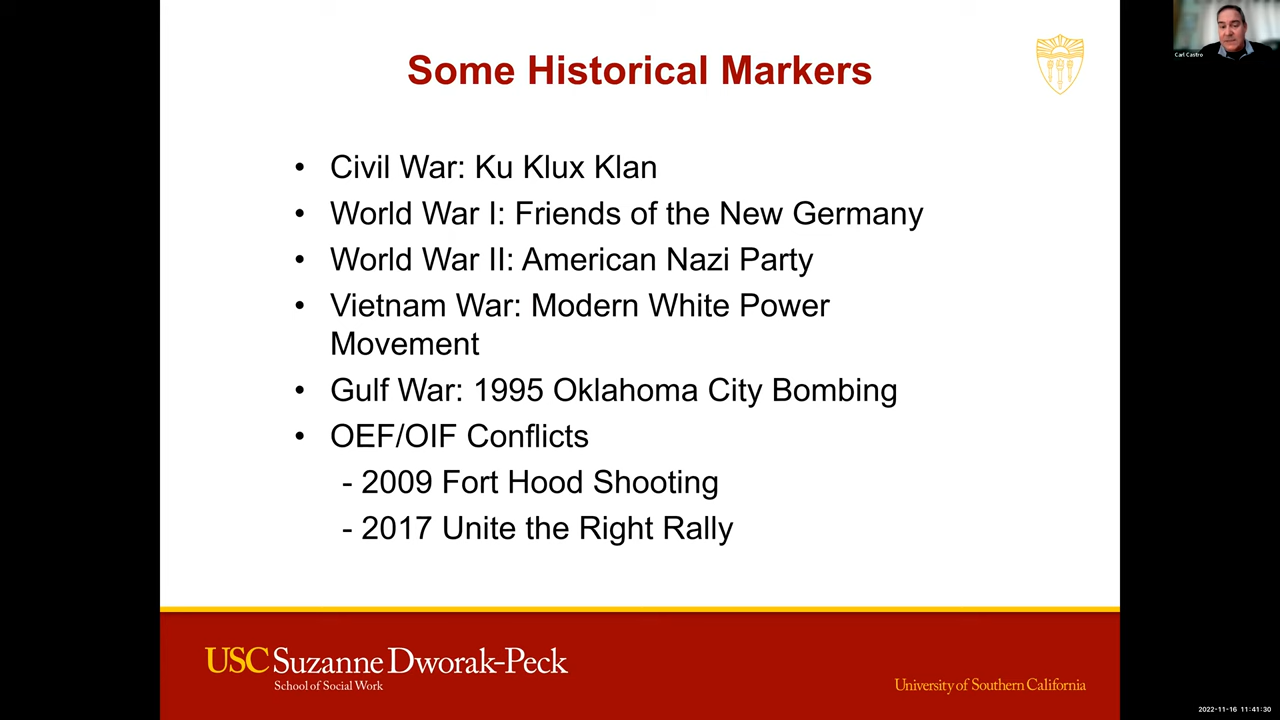 Some Historical Markers
Carl Castro
• Civil War: Ku Klux Klan
• World War I: Friends of the New Germany
• World War II: American Nazi Party
• Vietnam War: Modern White Power
Movement
• Gulf War: 1995 Oklahoma City Bombing
• OEF/OIF Conflicts
- 2009 Fort Hood Shooting
- 2017 Unite the Right Rally
USC Suzanne Dworak-Peck
School of Social Work
University of Southern California
2022-11-16 11:41:30